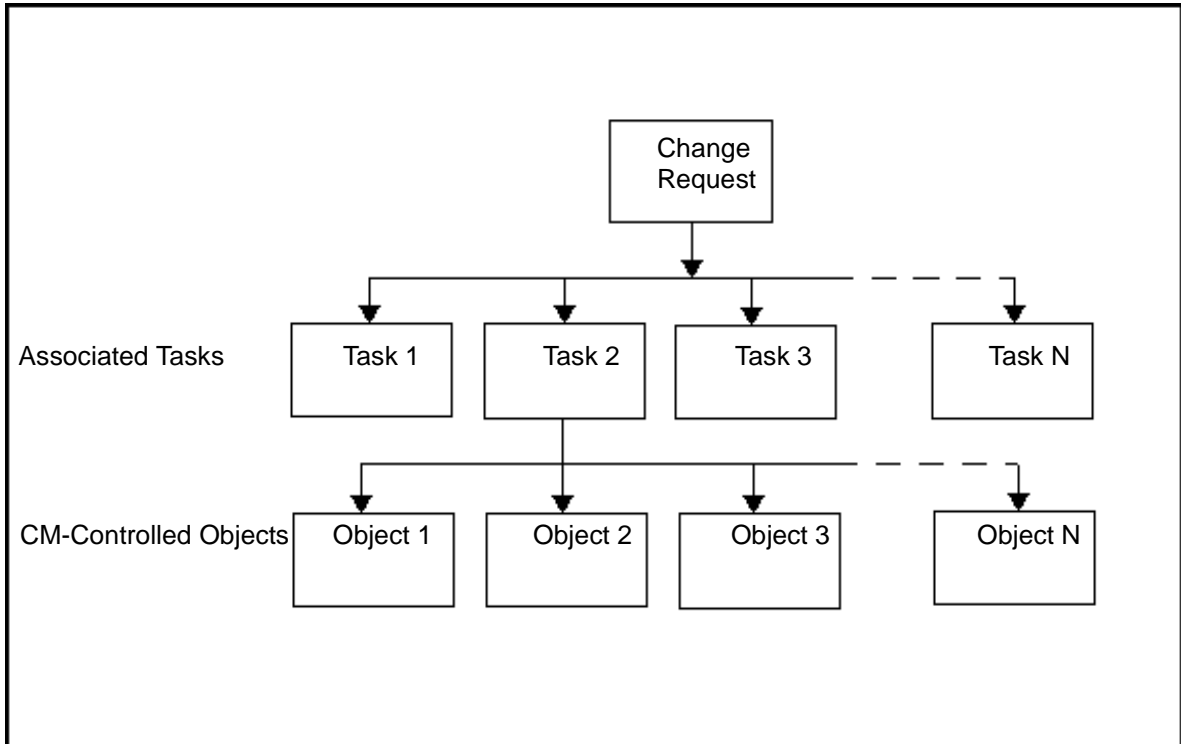 Change
Request
Associated Tasks
Task 1
Task 2
Task 3
Task N
CM-Controlled Objects
Object 1
Object 2
Object 3
Object N